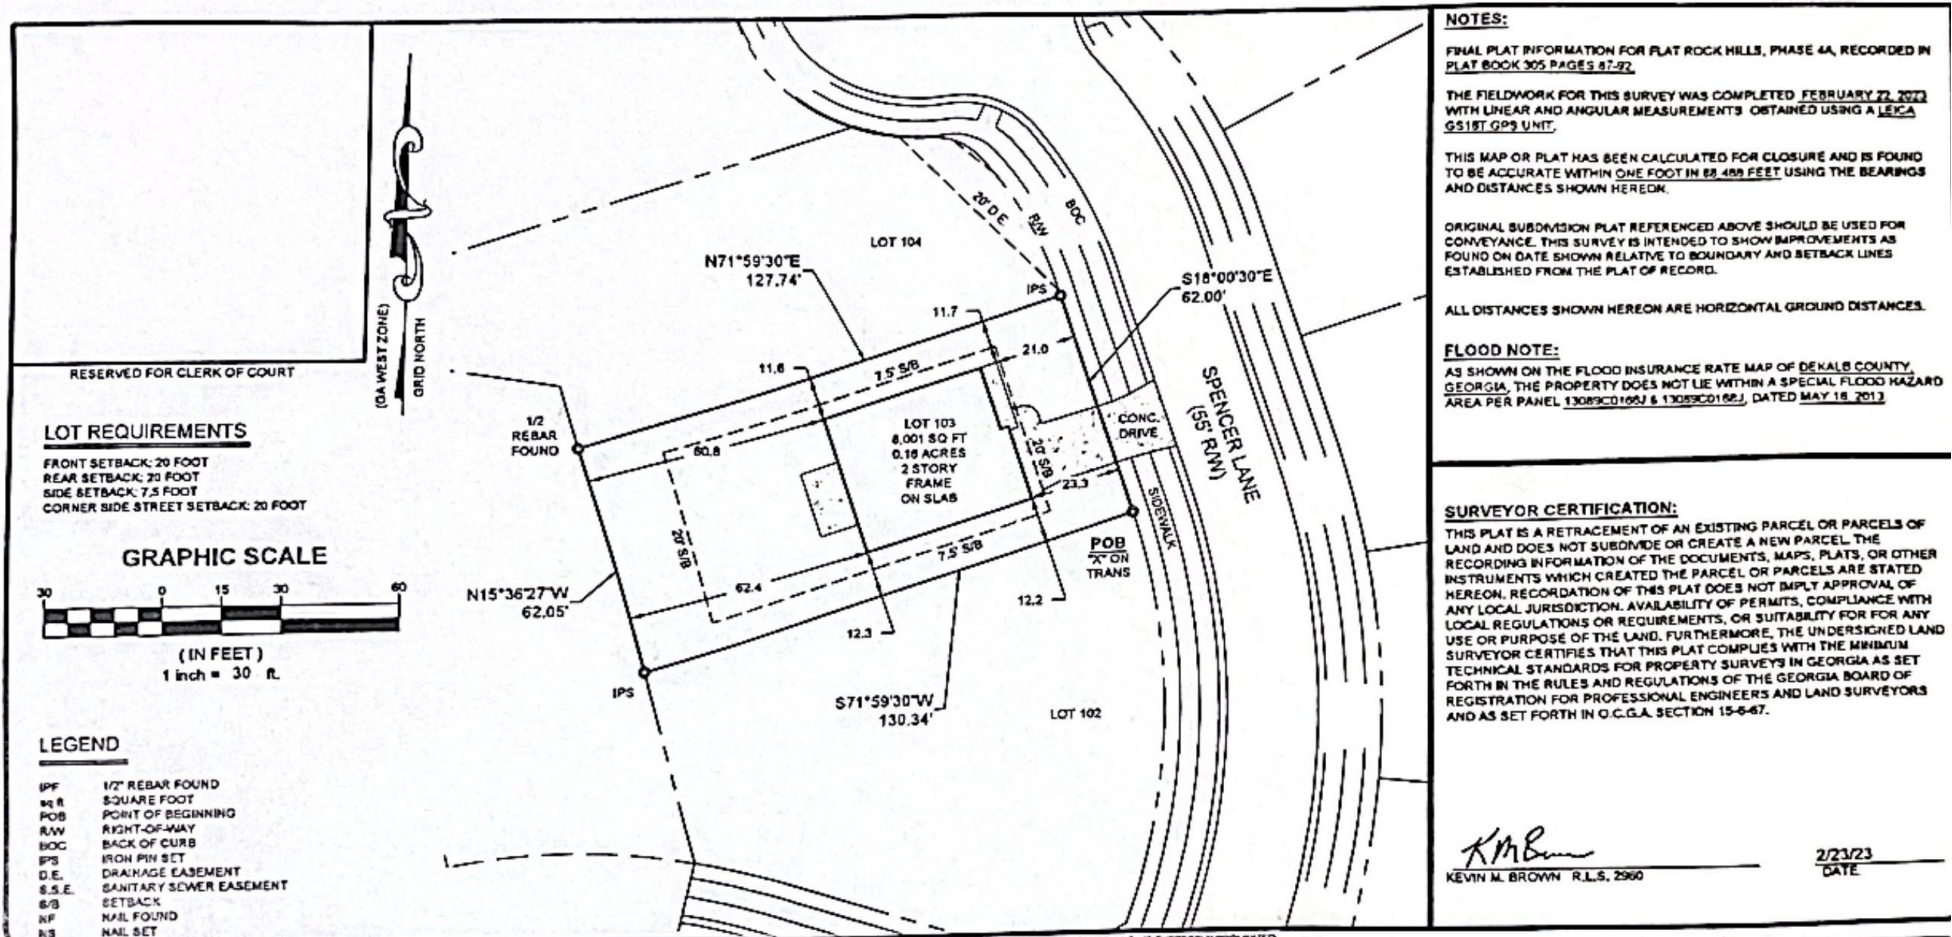 RESERVED FOR CLERK OF COURT
(GA WEST ZONE)
GRID NORTH
LOT REQUIREMENTS
FRONT SETBACK: 20 FOOT
REAR SETBACK: 20 FOOT
SIDE SETBACK: 7.5 FOOT
CORNER SIDE STREET SETBACK: 20 FOOT
GRAPHIC SCALE
30 0 15 30 60
( IN FEET )
1 inch = 30 ft.
LEGEND
IPF 1/2" REBAR FOUND
sq ft SQUARE FOOT
POB POINT OF BEGINNING
R/W RIGHT-OF-WAY
BOC BACK OF CURB
IPS IRON PIN SET
D.E. DRAINAGE EASEMENT
S.S.E. SANITARY SEWER EASEMENT
S/B SETBACK
NF NAIL FOUND
NS NAIL SET
LOT 104
20' D.E.
R/W
BOC
N71°59'30"E
127.74'
IPS
S18°00'30"E
62.00'
11.7
21.0
11.6
7.5' S/B
1/2
REBAR
FOUND
60.8
LOT 103
8,001 SQ FT
0.18 ACRES
2 STORY
FRAME
ON SLAB
CONC.
DRIVE
20' S/B
23.3
SPENCER LANE
(55' R/W)
SIDEWALK
POB
"X" ON
TRANS
20' S/B
7.5' S/B
62.4
N15°36'27"W
62.05'
12.2
12.3
IPS
S71°59'30"W
130.34'
LOT 102
NOTES:
FINAL PLAT INFORMATION FOR FLAT ROCK HILLS, PHASE 4A, RECORDED IN
PLAT BOOK 305 PAGES 87-92.
THE FIELDWORK FOR THIS SURVEY WAS COMPLETED FEBRUARY 22, 2023
WITH LINEAR AND ANGULAR MEASUREMENTS OBTAINED USING A LEICA
GS18T GPS UNIT.
THIS MAP OR PLAT HAS BEEN CALCULATED FOR CLOSURE AND IS FOUND
TO BE ACCURATE WITHIN ONE FOOT IN FEET USING THE BEARINGS
AND DISTANCES SHOWN HEREON.
ORIGINAL SUBDIVISION PLAT REFERENCED ABOVE SHOULD BE USED FOR
CONVEYANCE. THIS SURVEY IS INTENDED TO SHOW IMPROVEMENTS AS
FOUND ON DATE SHOWN RELATIVE TO BOUNDARY AND SETBACK LINES
ESTABLISHED FROM THE PLAT OF RECORD.
ALL DISTANCES SHOWN HEREON ARE HORIZONTAL GROUND DISTANCES.
FLOOD NOTE:
AS SHOWN ON THE FLOOD INSURANCE RATE MAP OF DEKALB COUNTY,
GEORGIA, THE PROPERTY DOES NOT LIE WITHIN A SPECIAL FLOOD HAZARD
AREA PER PANEL 13089C0166J & 13089C0168J, DATED MAY 16, 2013
SURVEYOR CERTIFICATION:
THIS PLAT IS A RETRACEMENT OF AN EXISTING PARCEL OR PARCELS OF
LAND AND DOES NOT SUBDIVIDE OR CREATE A NEW PARCEL. THE
RECORDING INFORMATION OF THE DOCUMENTS, MAPS, PLATS, OR OTHER
INSTRUMENTS WHICH CREATED THE PARCEL OR PARCELS ARE STATED
HEREON. RECORDATION OF THIS PLAT DOES NOT IMPLY APPROVAL OF
ANY LOCAL JURISDICTION, AVAILABILITY OF PERMITS, COMPLIANCE WITH
LOCAL REGULATIONS OR REQUIREMENTS, OR SUITABILITY FOR FOR ANY
USE OR PURPOSE OF THE LAND. FURTHERMORE, THE UNDERSIGNED LAND
SURVEYOR CERTIFIES THAT THIS PLAT COMPLIES WITH THE MINIMUM
TECHNICAL STANDARDS FOR PROPERTY SURVEYS IN GEORGIA AS SET
FORTH IN THE RULES AND REGULATIONS OF THE GEORGIA BOARD OF
REGISTRATION FOR PROFESSIONAL ENGINEERS AND LAND SURVEYORS
AND AS SET FORTH IN O.C.G.A. SECTION 15-6-67.
KEVIN M. BROWN R.L.S. 2960
2/23/23
DATE